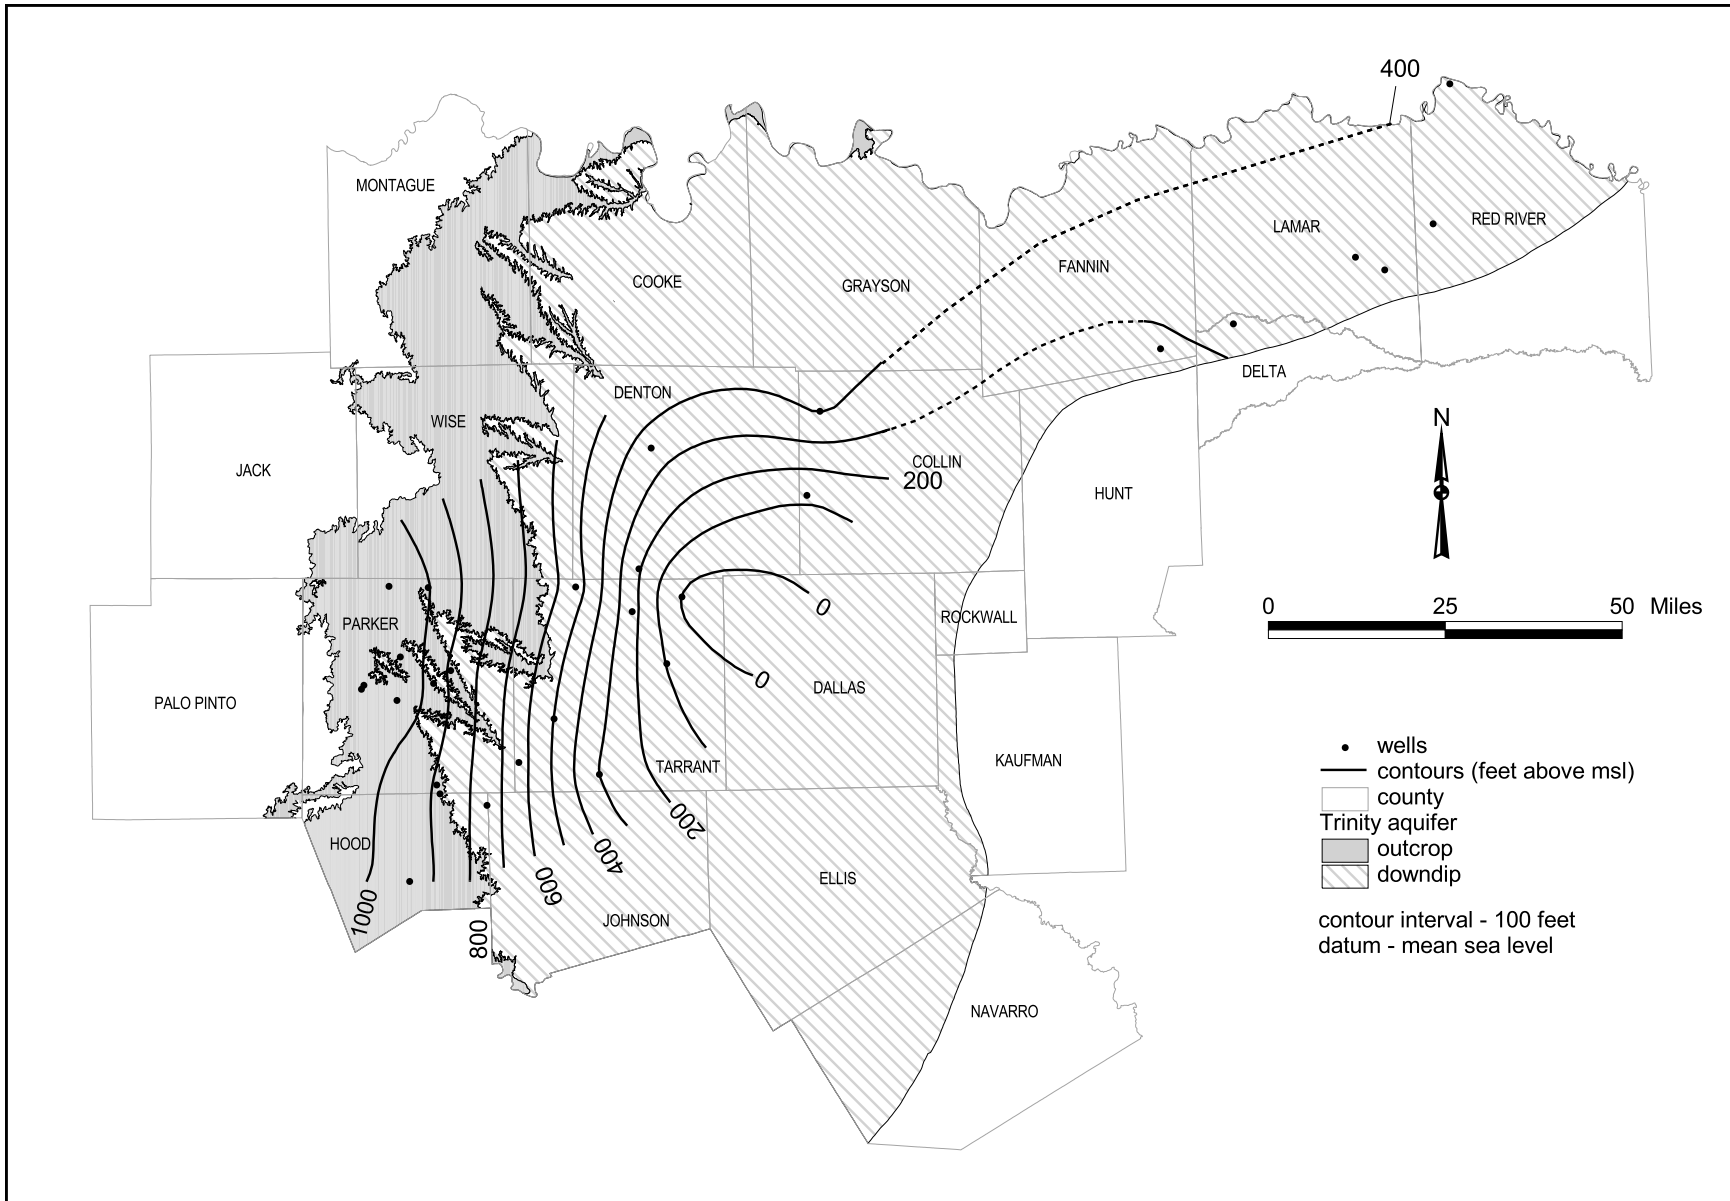 400
MONTAGUE
COOKE
GRAYSON
FANNIN
LAMAR
RED RIVER
JACK
WISE
DENTON
COLLIN
200
HUNT
DELTA
N
PARKER
0
ROCKWALL
0 25 50 Miles
PALO PINTO
0
DALLAS
TARRANT
KAUFMAN
HOOD
200
400
600
800
1000
ELLIS
JOHNSON
NAVARRO
wells
contours (feet above msl)
county
Trinity aquifer
outcrop
downdip
contour interval - 100 feet
datum - mean sea level